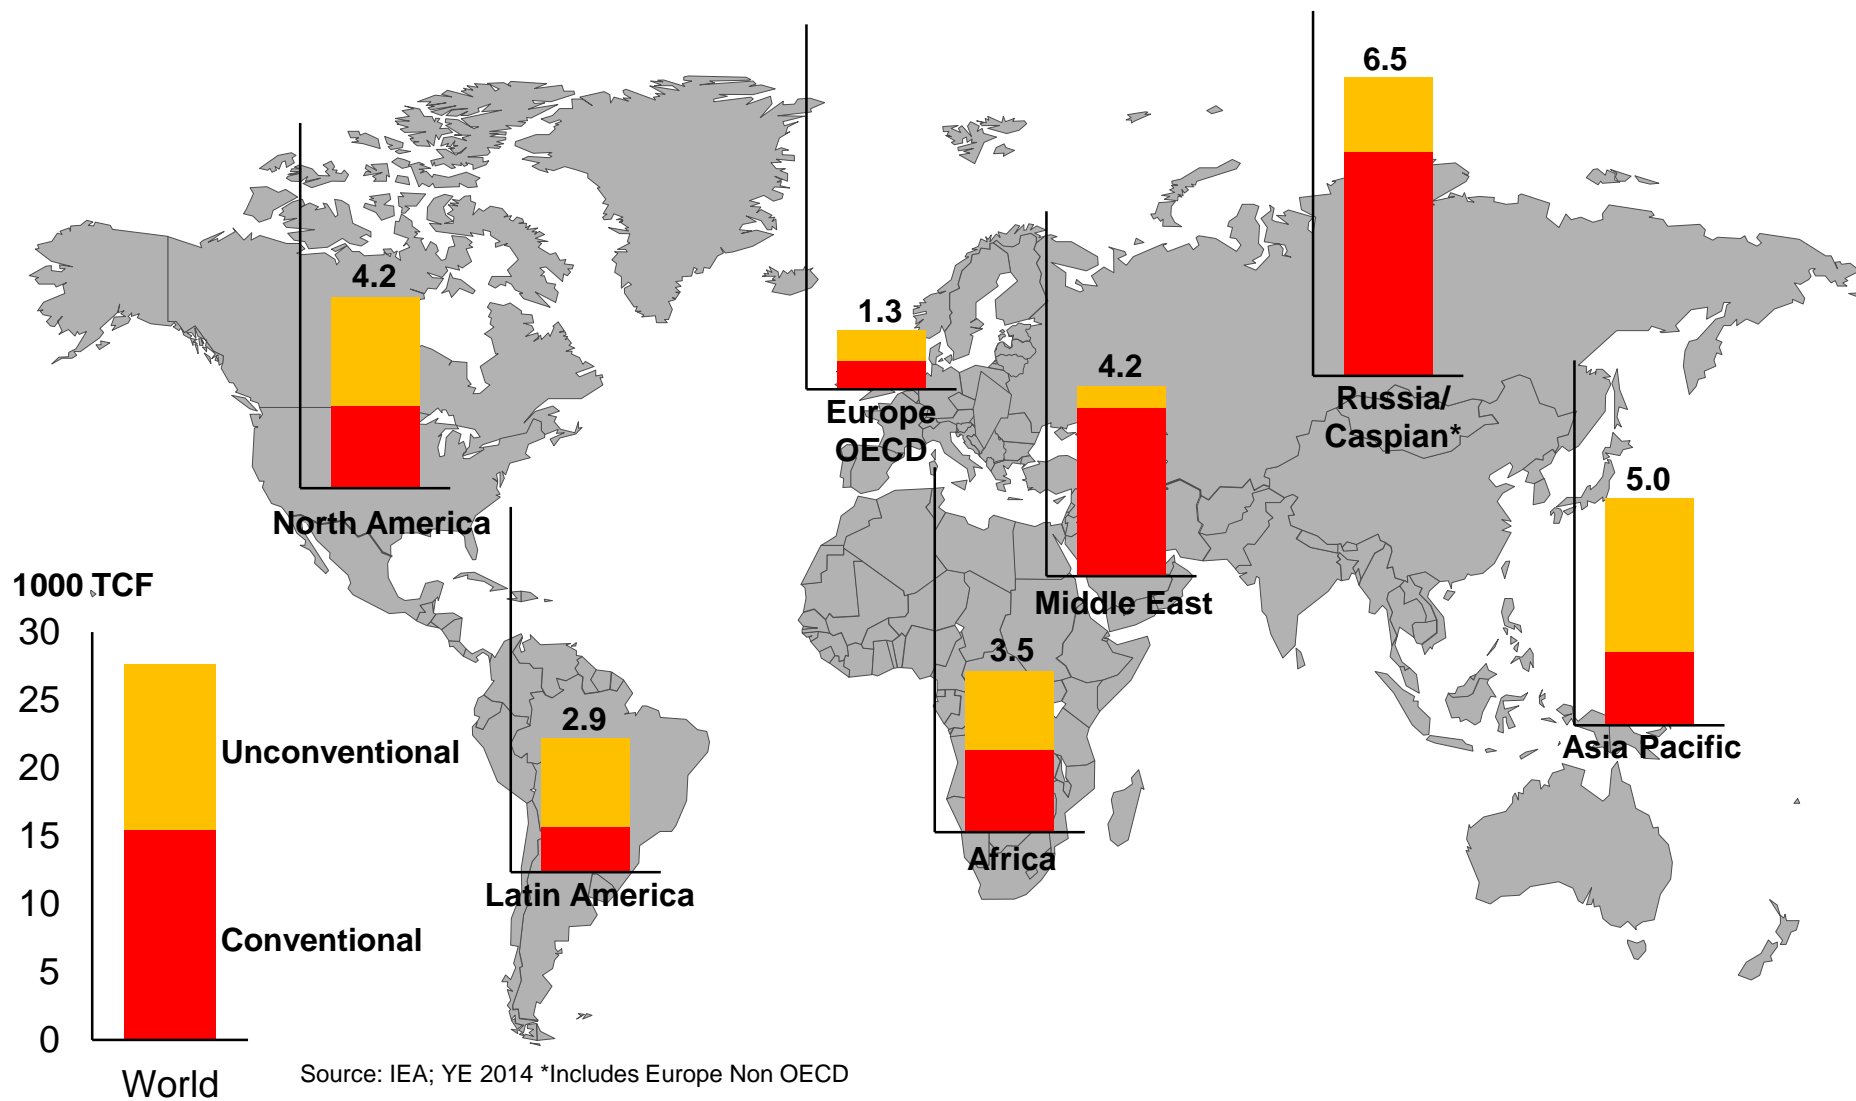 6.5
4.2
1.3
4.2
Russia/
Caspian*
Europe
OECD
5.0
North America
1000 TCF
Middle East
30
3.5
25
2.9
Unconventional
Asia Pacific
20
15
Africa
Latin America
10
Conventional
5
0
World
Source: IEA; YE 2014 *Includes Europe Non OECD